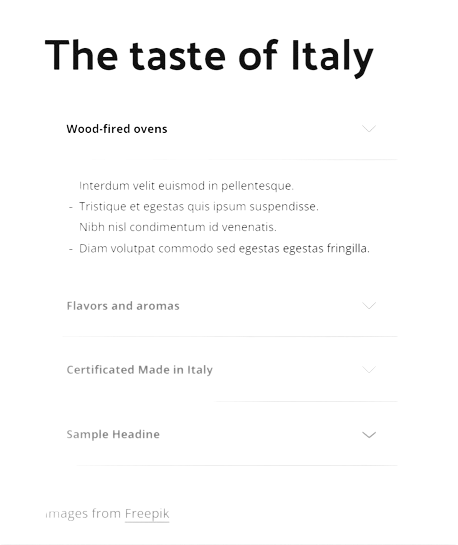 The taste of Italy
Wood-fired ovens
Interdum velit euismod in pellentesque.
- Tristique et egestas quis ipsum suspendisse.
Nibh nisl condimentum id venenatis.
- Diam volutpat commodo sed egestas egestas fringilla.
Flavors and aromas
Certificated Made in Italy
Sample Headine
Images from Freepik